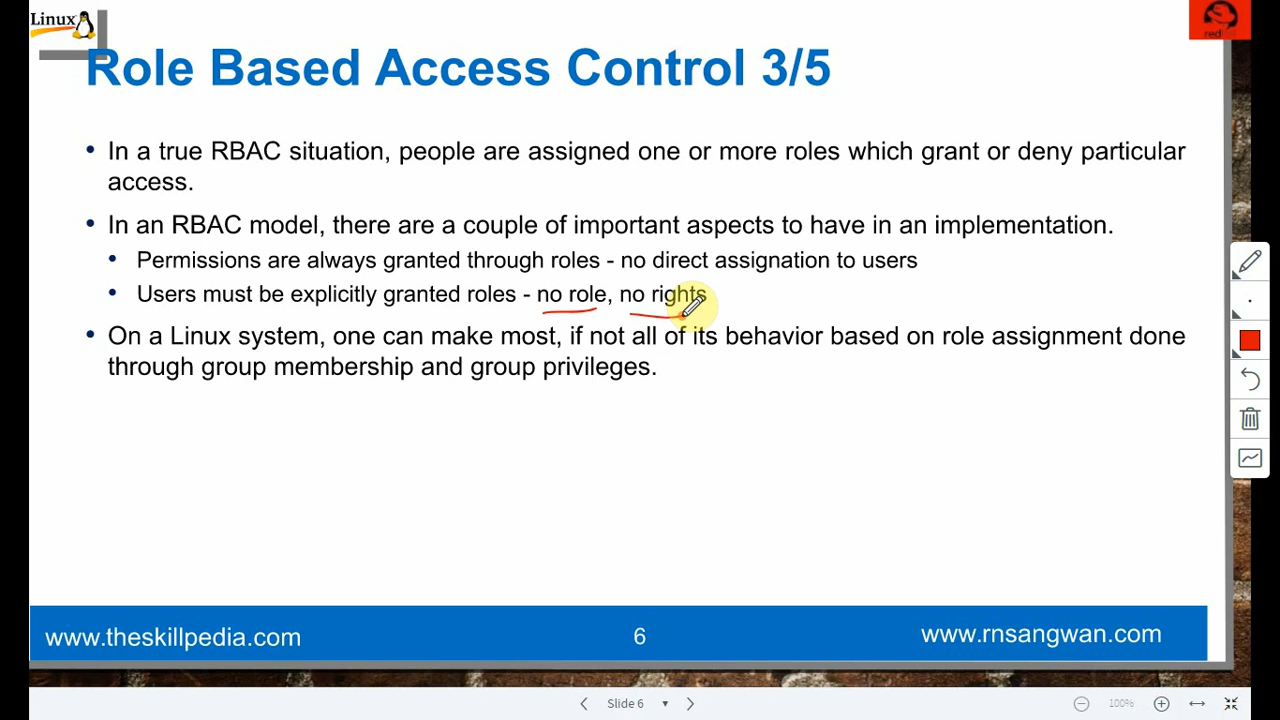 Linux
red
Role Based Access Control 3/5
• In a true RBAC situation, people are assigned one or more roles which grant or deny particular
access.
• In an RBAC model, there are a couple of important aspects to have in an implementation.
• Permissions are always granted through roles - no direct assignation to users
• Users must be explicitly granted roles - no role, no rights
• On a Linux system, one can make most, if not all of its behavior based on role assignment done
through group membership and group privileges.
www.theskillpedia.com
6
www.rnsangwan.com
Slide 6
100%